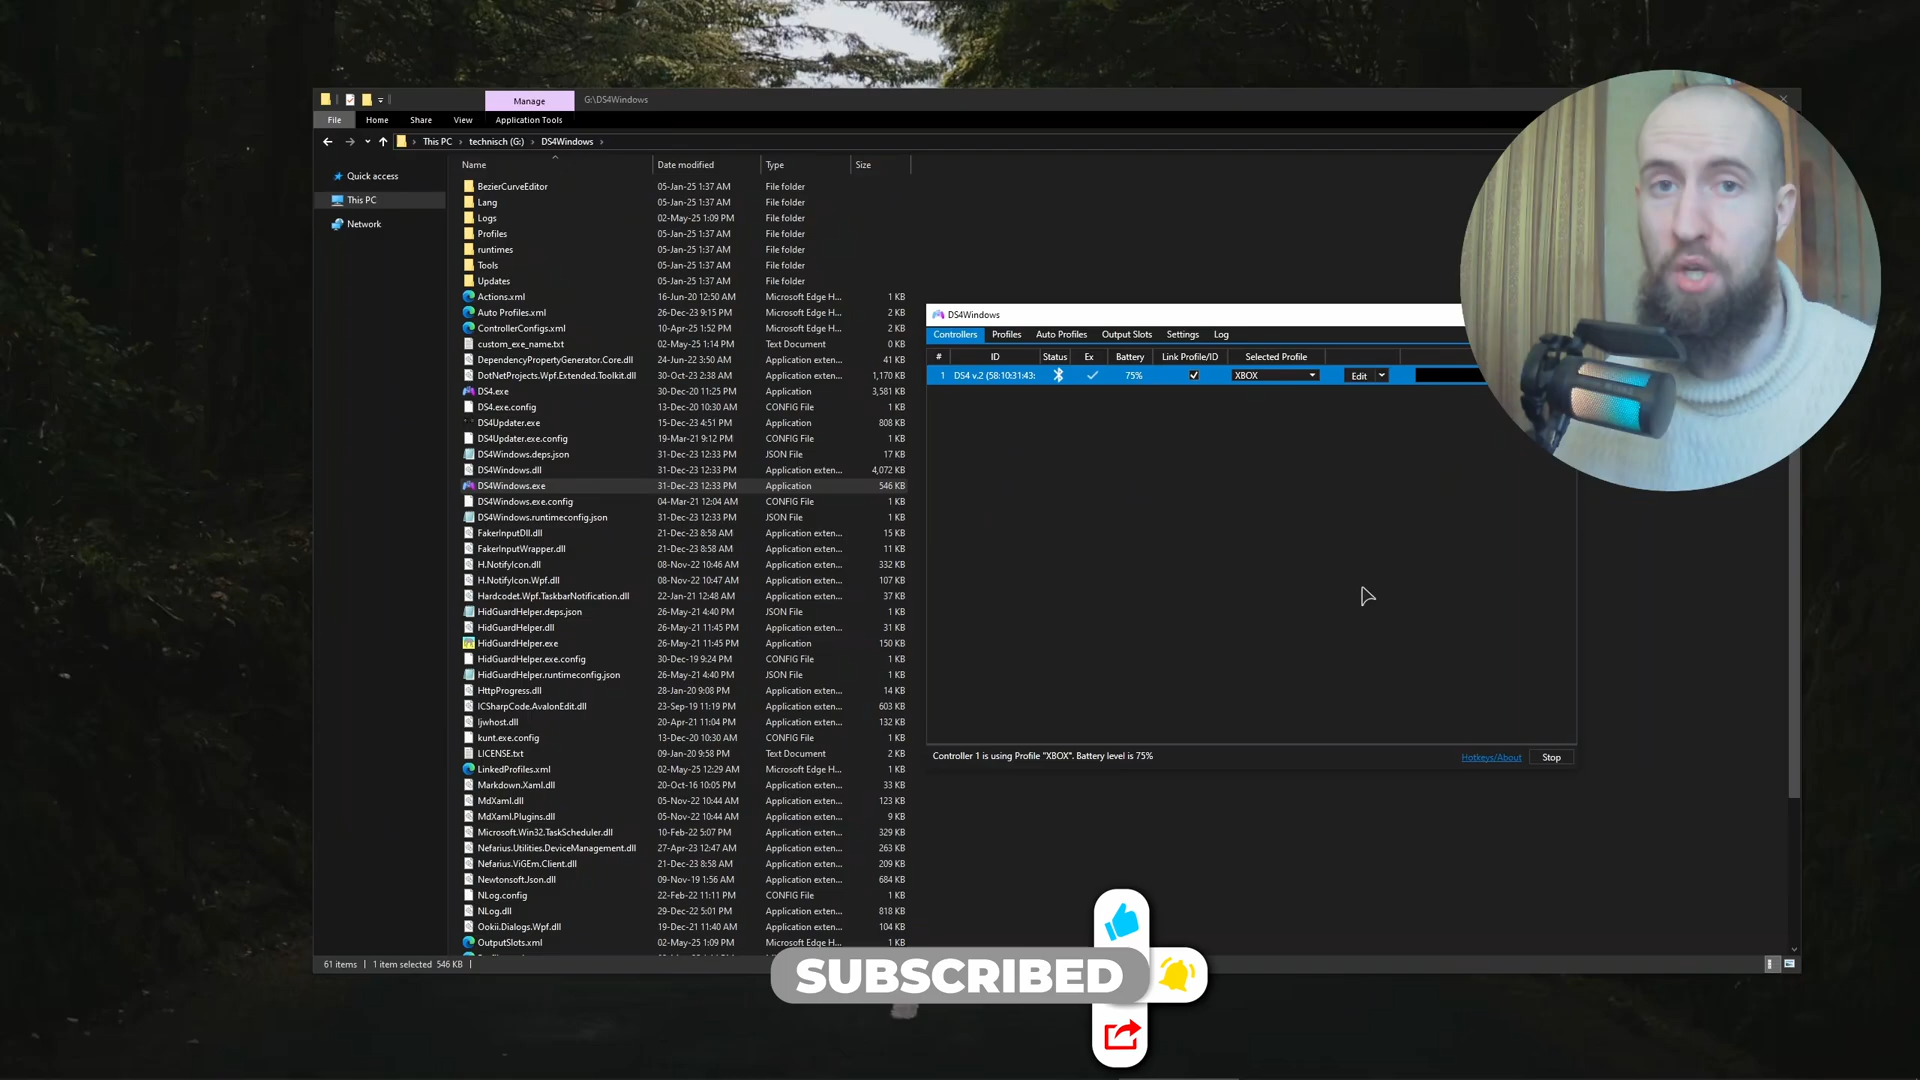 Manage
G:\DS4Windows
File
Home
Share
View
Application Tools
This PC
technisch (G:)
DS4Windows
Quick access
This PC
Network
Name
Date modified
Type
Size
BezierCurveEditor 05-Jan-25 1:37 AM File folder
Lang 05-Jan-25 1:37 AM File folder
Logs 02-May-25 1:09 PM File folder
Profiles 05-Jan-25 1:37 AM File folder
runtimes 05-Jan-25 1:37 AM File folder
Tools 05-Jan-25 1:37 AM File folder
Updates 05-Jan-25 1:37 AM File folder
Actions.xml 16-Jun-20 12:50 AM Microsoft Edge H... 1 KB
Auto Profiles.xml 26-Dec-23 9:15 PM Microsoft Edge H... 2 KB
ControllerConfigs.xml 10-Apr-25 1:52 PM Microsoft Edge H... 2 KB
custom_exe_name.txt 02-May-25 1:14 PM Text Document 0 KB
DependencyPropertyGenerator.Core.dll 24-Jun-22 3:50 AM Application exten... 41 KB
DotNetProjects.Wpf.Extended.Toolkit.dll 30-Oct-23 2:38 AM Application exten... 1,170 KB
DS4.exe 30-Dec-20 11:25 PM Application 3,581 KB
DS4.exe.config 13-Dec-20 10:30 AM CONFIG File 1 KB
DS4Updater.exe 15-Dec-23 4:51 PM Application 808 KB
DS4Updater.exe.config 19-Mar-21 9:12 PM CONFIG File 1 KB
DS4Windows.deps.json 31-Dec-23 12:33 PM JSON File 17 KB
DS4Windows.dll 31-Dec-23 12:33 PM Application exten... 4,072 KB
DS4Windows.exe 31-Dec-23 12:33 PM Application 546 KB
DS4Windows.exe.config 04-Mar-21 12:04 AM CONFIG File 1 KB
DS4Windows.runtimeconfig.json 31-Dec-23 12:33 PM JSON File 1 KB
FakerInputDll.dll 21-Dec-23 8:58 AM Application exten... 15 KB
FakerInputWrapper.dll 21-Dec-23 8:58 AM Application exten... 11 KB
H.NotifyIcon.dll 08-Nov-22 10:46 AM Application exten... 332 KB
H.NotifyIcon.Wpf.dll 08-Nov-22 10:47 AM Application exten... 107 KB
Hardcodet.Wpf.TaskbarNotification.dll 22-Jan-21 12:48 AM Application exten... 37 KB
HidGuardHelper.deps.json 26-May-21 4:40 PM JSON File 1 KB
HidGuardHelper.dll 26-May-21 11:45 PM Application exten... 31 KB
HidGuardHelper.exe 26-May-21 11:45 PM Application 150 KB
HidGuardHelper.exe.config 30-Dec-19 9:24 PM CONFIG File 1 KB
HidGuardHelper.runtimeconfig.json 26-May-21 4:40 PM JSON File 1 KB
HttpProgress.dll 28-Jan-20 9:08 PM Application exten... 14 KB
ICSharpCode.AvalonEdit.dll 23-Sep-19 11:19 PM Application exten... 603 KB
ljwhost.dll 20-Apr-21 11:04 PM Application exten... 132 KB
kunt.exe.config 13-Dec-20 10:30 AM CONFIG File 1 KB
LICENSE.txt 09-Jan-20 9:58 PM Text Document 2 KB
LinkedProfiles.xml 02-May-25 12:29 AM Microsoft Edge H... 1 KB
Markdown.Xaml.dll 20-Oct-16 10:05 PM Application exten... 33 KB
MdXaml.dll 05-Nov-22 10:44 AM Application exten... 123 KB
MdXaml.Plugins.dll 05-Nov-22 10:44 AM Application exten... 9 KB
Microsoft.Win32.TaskScheduler.dll 10-Feb-22 5:07 PM Application exten... 329 KB
Nefarius.Utilities.DeviceManagement.dll 27-Apr-23 12:47 AM Application exten... 263 KB
Nefarius.ViGEm.Client.dll 21-Dec-23 8:58 AM Application exten... 209 KB
Newtonsoft.Json.dll 09-Nov-19 1:56 AM Application exten... 684 KB
NLog.config 22-Feb-22 11:11 PM CONFIG File 1 KB
NLog.dll 29-Dec-22 5:01 PM Application exten... 818 KB
Ookii.Dialogs.Wpf.dll 19-Dec-21 11:40 AM Application exten... 104 KB
OutputSlots.xml 02-May-25 1:09 PM Microsoft Edge H... 1 KB
61 items
1 item selected 546 KB
DS4Windows
Controllers
Profiles
Auto Profiles
Output Slots
Settings
Log
# ID Status Ex Battery Link Profile/ID Selected Profile
1 DS4 v.2 (58:10:31:43: 75% XBOX Edit
Controller 1 is using Profile "XBOX". Battery level is 75%
Hotkeys/About
Stop
SUBSCRIBED